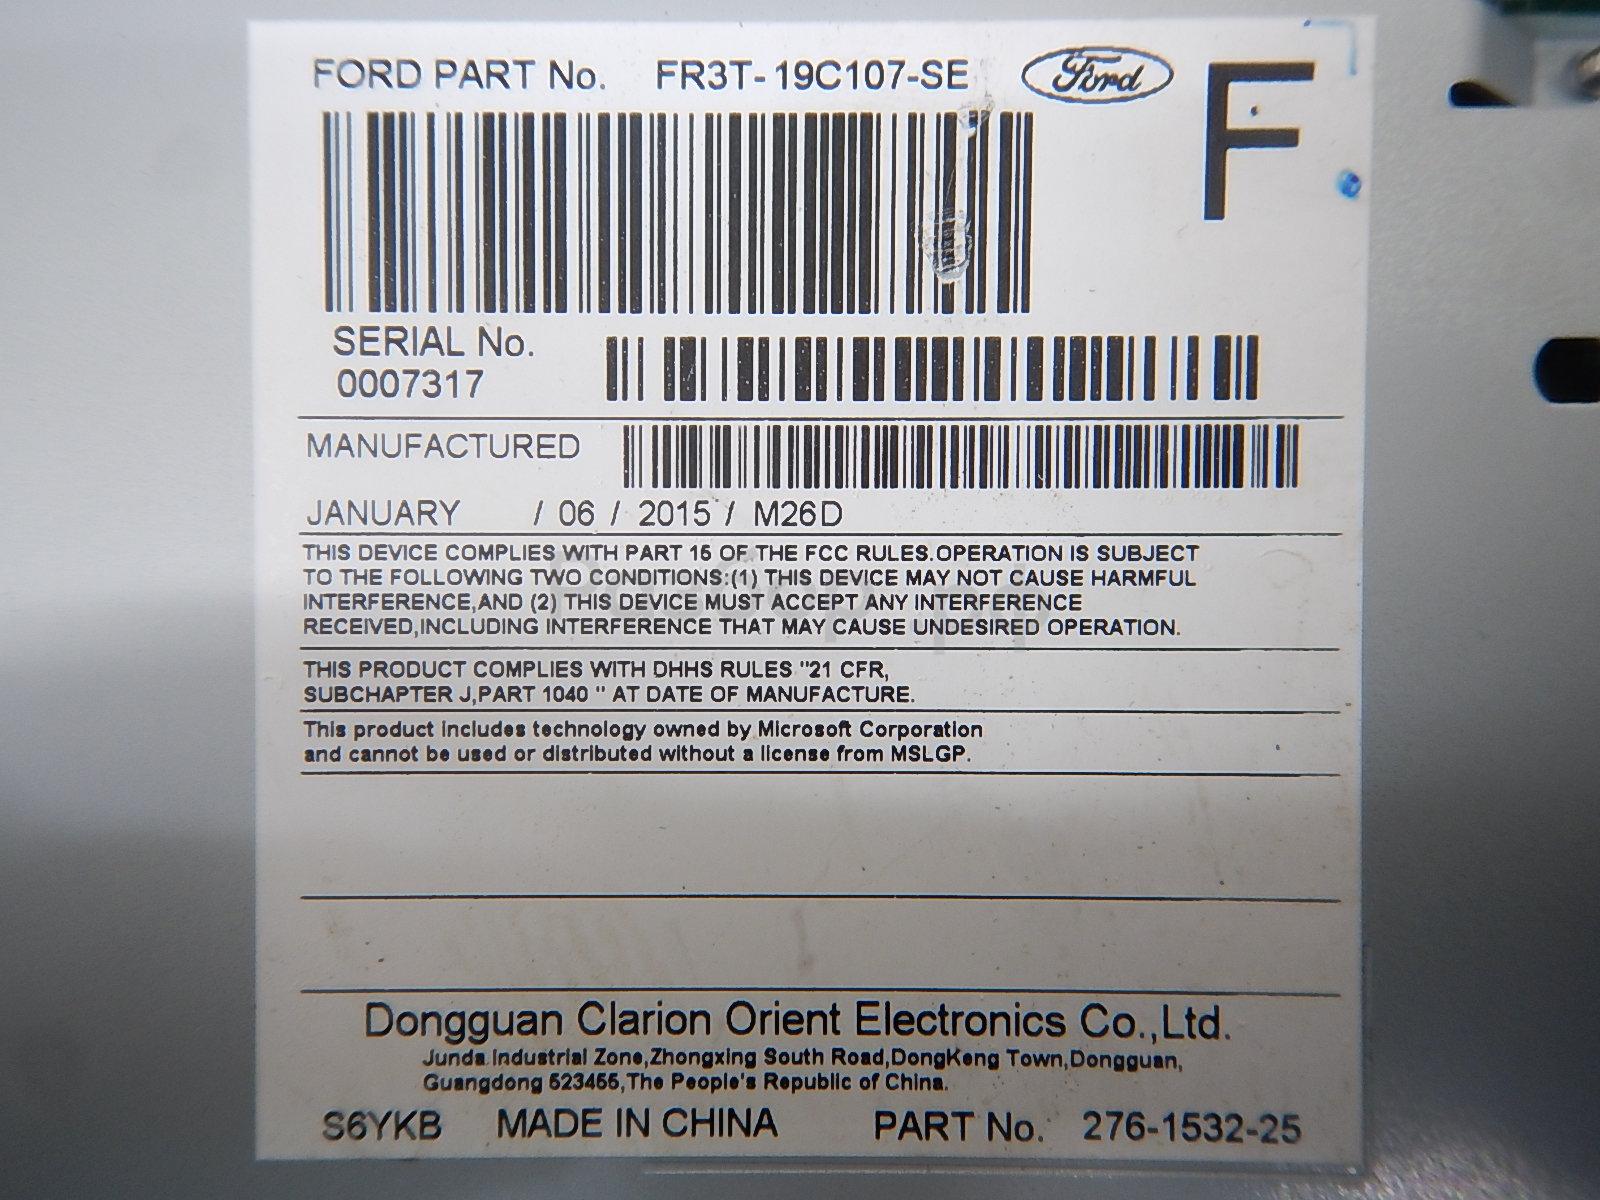 FORD PART No. FR3T-19C107-SE Ford
F
SERIAL No.
0007317
MANUFACTURED
JANUARY / 06 / 2015 / M26D
THIS DEVICE COMPLIES WITH PART 15 OF THE FCC RULES.OPERATION IS SUBJECT
TO THE FOLLOWING TWO CONDITIONS:(1) THIS DEVICE MAY NOT CAUSE HARMFUL
INTERFERENCE,AND (2) THIS DEVICE MUST ACCEPT ANY INTERFERENCE
RECEIVED,INCLUDING INTERFERENCE THAT MAY CAUSE UNDESIRED OPERATION.
Разбор.рф
THIS PRODUCT COMPLIES WITH DHHS RULES "21 CFR,
SUBCHAPTER J,PART 1040 " AT DATE OF MANUFACTURE.
This product includes technology owned by Microsoft Corporation
and cannot be used or distributed without a license from MSLGP.
Dongguan Clarion Orient Electronics Co.,Ltd.
Junda Industrial Zone,Zhongxing South Road,DongKeng Town,Dongguan,
Guangdong 523455,The People's Republic of China.
S6YKB MADE IN CHINA PART No. 276-1532-25